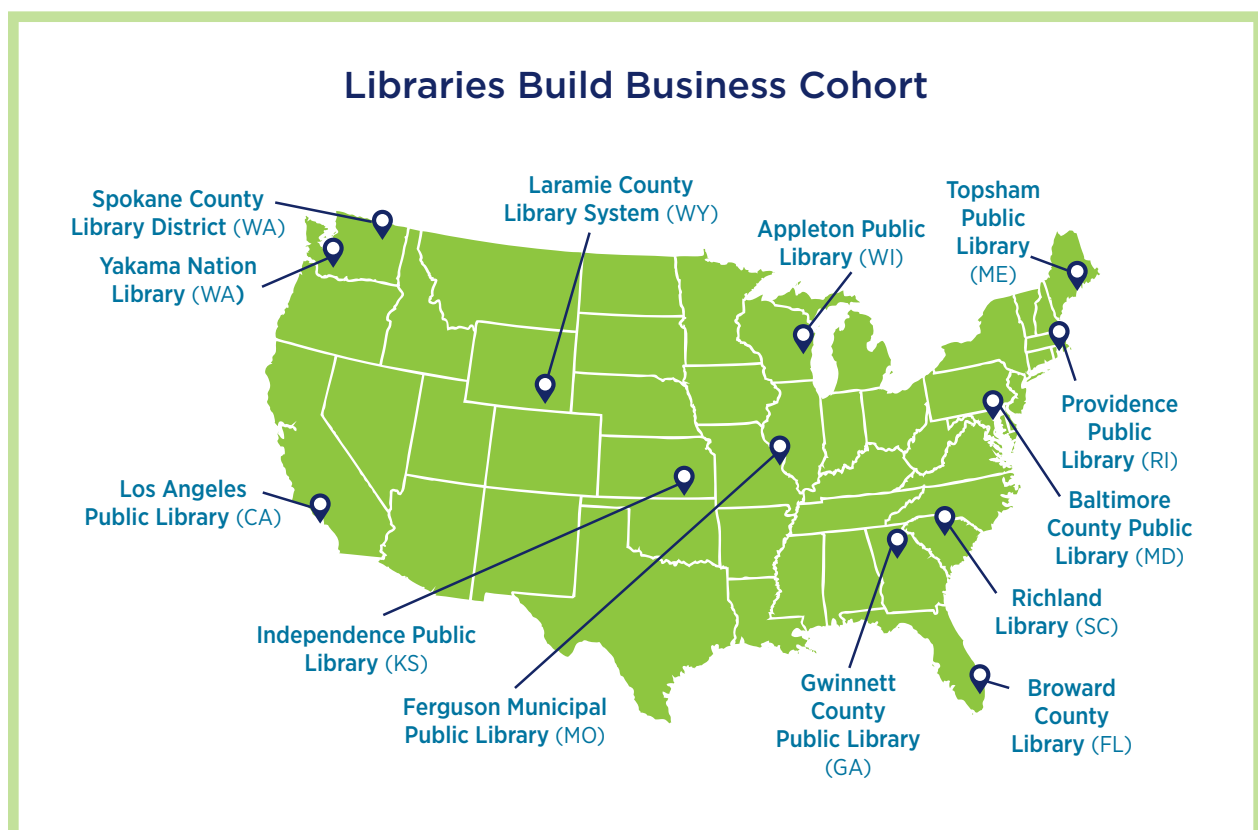 Libraries Build Business Cohort
Spokane County
Library District (WA)
Yakama Nation
Library (WA)
Laramie County
Library System (WY)
Appleton Public
Library (WI)
Topsham
Public
Library
(ME)
Providence
Public
Library (RI)
Los Angeles
Public Library (CA)
Baltimore
County Public
Library (MD)
Richland
Library (SC)
Independence Public
Library (KS)
Ferguson Municipal
Public Library (MO)
Gwinnett
County
Public Library
(GA)
Broward
County
Library (FL)